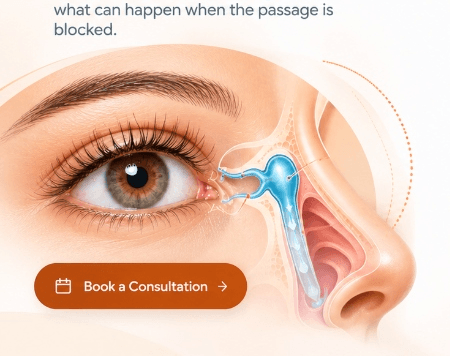 what can happen when the passage is
blocked.
Book a Consultation →